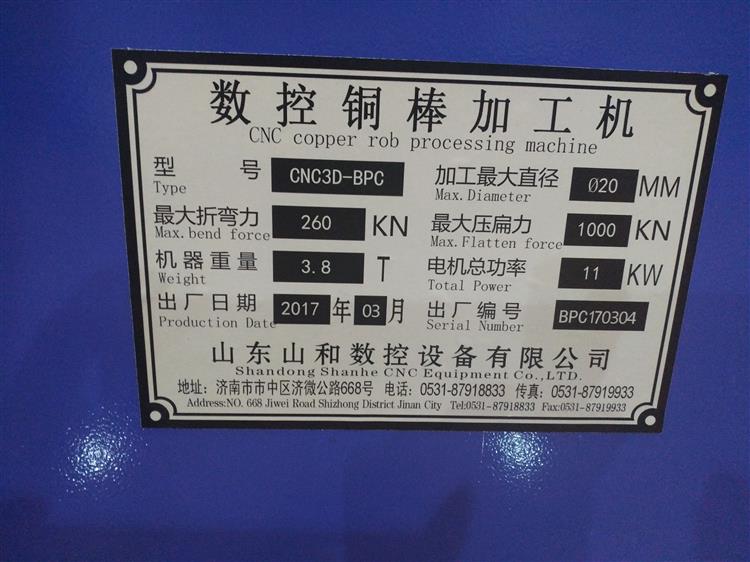 数控铜棒加工机
CNC copper rob processing machine
型号 CNC3D-BPC 加工最大直径 Ø20 MM
Type Max.Diameter
最大折弯力 260 KN 最大压扁力 1000 KN
Max.bend force Max.Flatten force
机器重量 3.8 T 电机总功率 11 KW
Weight Total Power
出厂日期 2017 年 03 月 出厂编号 BPC170304
Production Date Serial Number
山东山和数控设备有限公司
Shandong Shanhe CNC Equipment Co.,LTD.
地址: 济南市市中区济微公路668号 电话: 0531-87918833 传真: 0531-87919933
Address:NO. 668 Jiwei Road Shizhong District Jinan City Tel:0531-87918833 Fax:0531-87919933